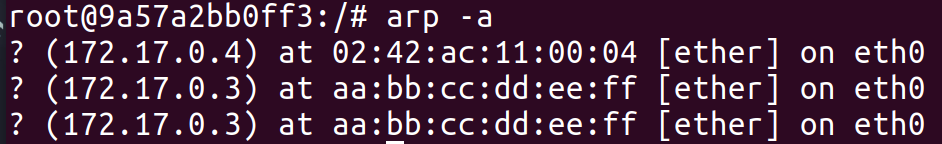 root@9a57a2bb0ff3:/# arp -a
? (172.17.0.4) at 02:42:ac:11:00:04 [ether] on eth0
? (172.17.0.3) at aa:bb:cc:dd:ee:ff [ether] on eth0
? (172.17.0.3) at aa:bb:cc:dd:ee:ff [ether] on eth0